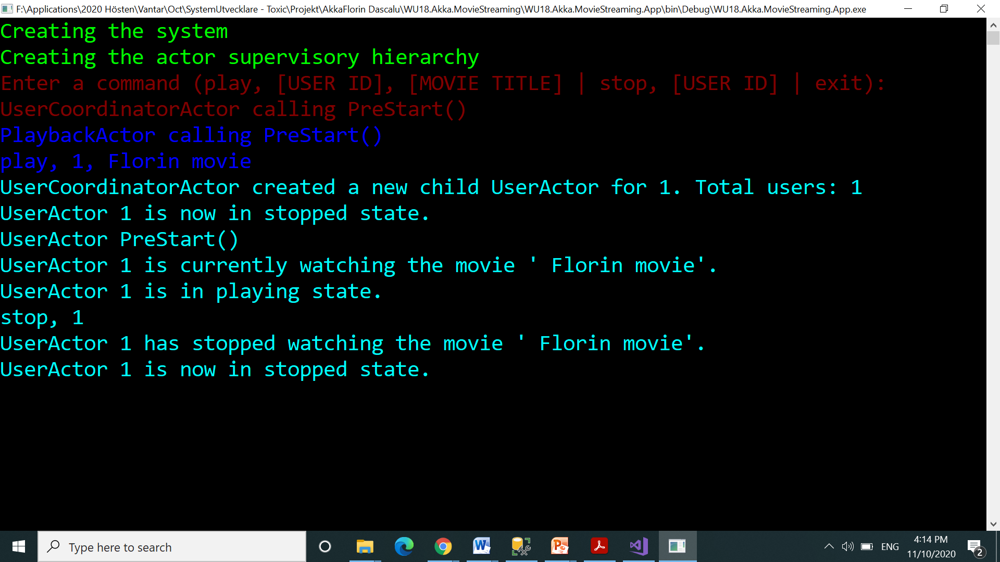 F:\Applications\2020 Hösten\Vantar\Oct\SystemUtvecklare - Toxic\Projekt\AkkaFlorin Dascalu\WU18.Akka.MovieStreaming\WU18.Akka.MovieStreaming.App\bin\Debug\WU18.Akka.MovieStreaming.App.exe
Creating the system
Creating the actor supervisory hierarchy
Enter a command (play, [USER ID], [MOVIE TITLE] | stop, [USER ID] | exit):
UserCoordinatorActor calling PreStart()
PlaybackActor calling PreStart()
play, 1, Florin movie
UserCoordinatorActor created a new child UserActor for 1. Total users: 1
UserActor 1 is now in stopped state.
UserActor PreStart()
UserActor 1 is currently watching the movie ' Florin movie'.
UserActor 1 is in playing state.
stop, 1
UserActor 1 has stopped watching the movie ' Florin movie'.
UserActor 1 is now in stopped state.
Type here to search
ENG
4:14 PM
11/10/2020
2